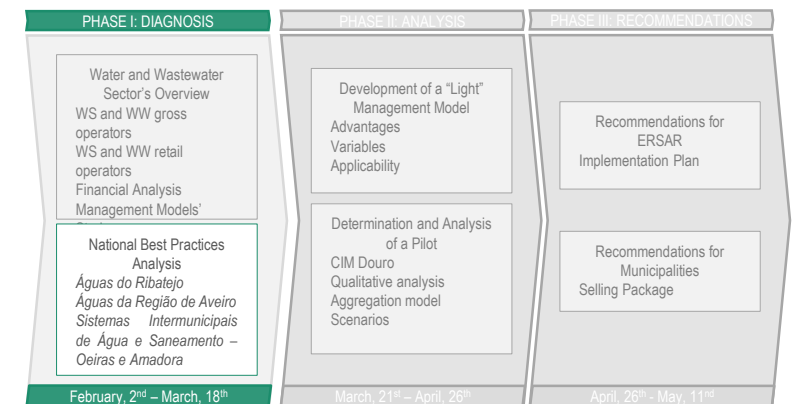 PHASE I: DIAGNOSIS
PHASE II: ANALYSIS
PHASE III: RECOMMENDATIONS
Water and Wastewater
Sector's Overview
WS and WW gross
operators
WS and WW retail
operators
Financial Analysis
Management Models'
National Best Practices
Analysis
Águas do Ribatejo
Águas da Região de Aveiro
Sistemas Intermunicipais
de Água e Saneamento –
Oeiras e Amadora
Development of a “Light”
Management Model
Advantages
Variables
Applicability
Determination and Analysis
of a Pilot
CIM Douro
Qualitative analysis
Aggregation model
Scenarios
Recommendations for
ERSAR
Implementation Plan
Recommendations for
Municipalities
Selling Package
February, 2nd – March, 18th
March, 21st – April, 26th
April, 26th - May, 11nd